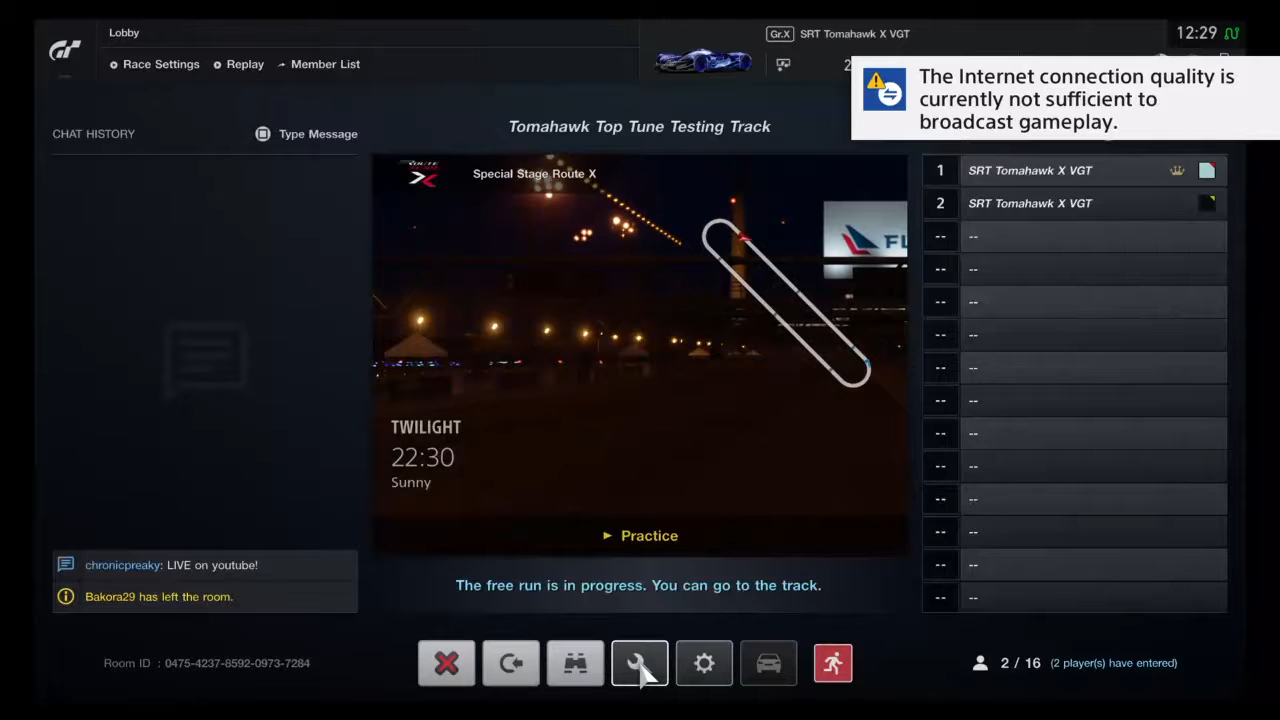 Lobby
Race Settings
Replay
Member List
Gr.X SRT Tomahawk X VGT
12:29
The Internet connection quality is
currently not sufficient to
broadcast gameplay.
CHAT HISTORY
Type Message
Tomahawk Top Tune Testing Track
Special Stage Route X
FL
TWILIGHT
22:30
Sunny
Practice
1 SRT Tomahawk X VGT
2 SRT Tomahawk X VGT
-- --
-- --
-- --
-- --
-- --
-- --
-- --
-- --
-- --
-- --
-- --
-- --
chronicpreaky: LIVE on youtube!
Bakora29 has left the room.
The free run is in progress. You can go to the track.
Room ID : 0475-4237-8592-0973-7284
2 / 16 (2 player(s) have entered)